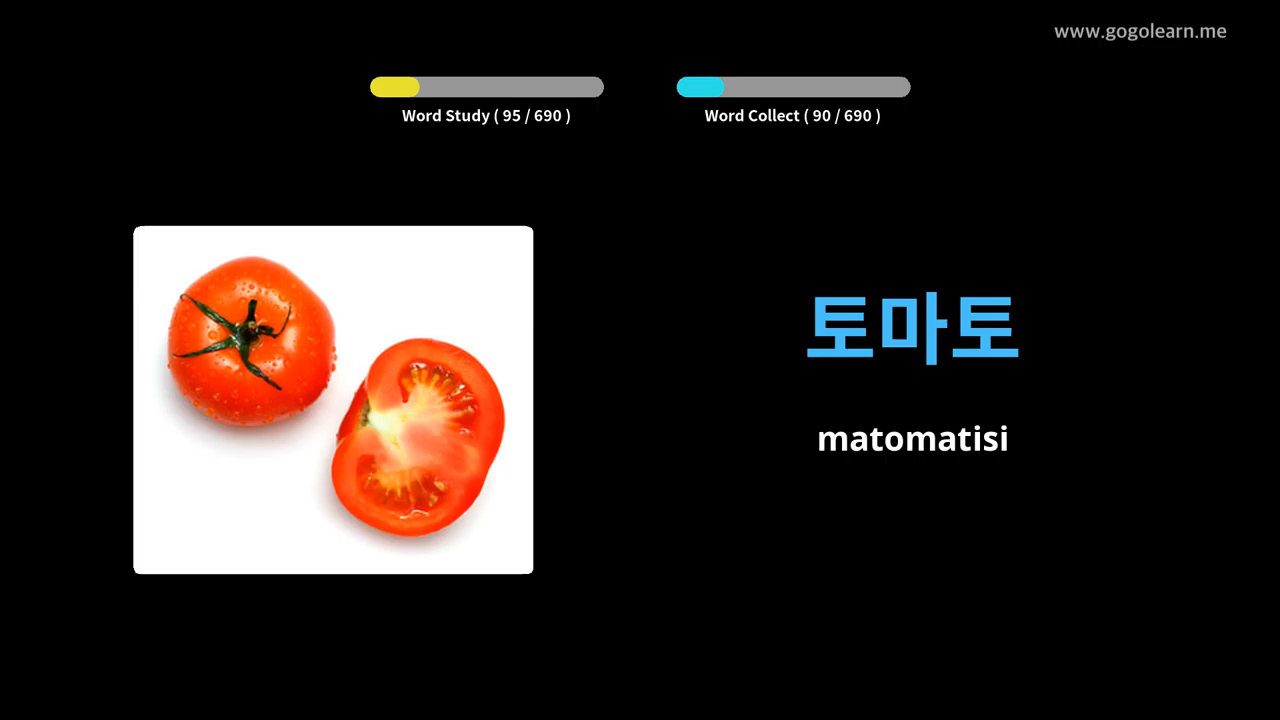 www.gogolearn.me
Word Study ( 95 / 690 )
Word Collect ( 90 / 690 )
토마토
matomatisi